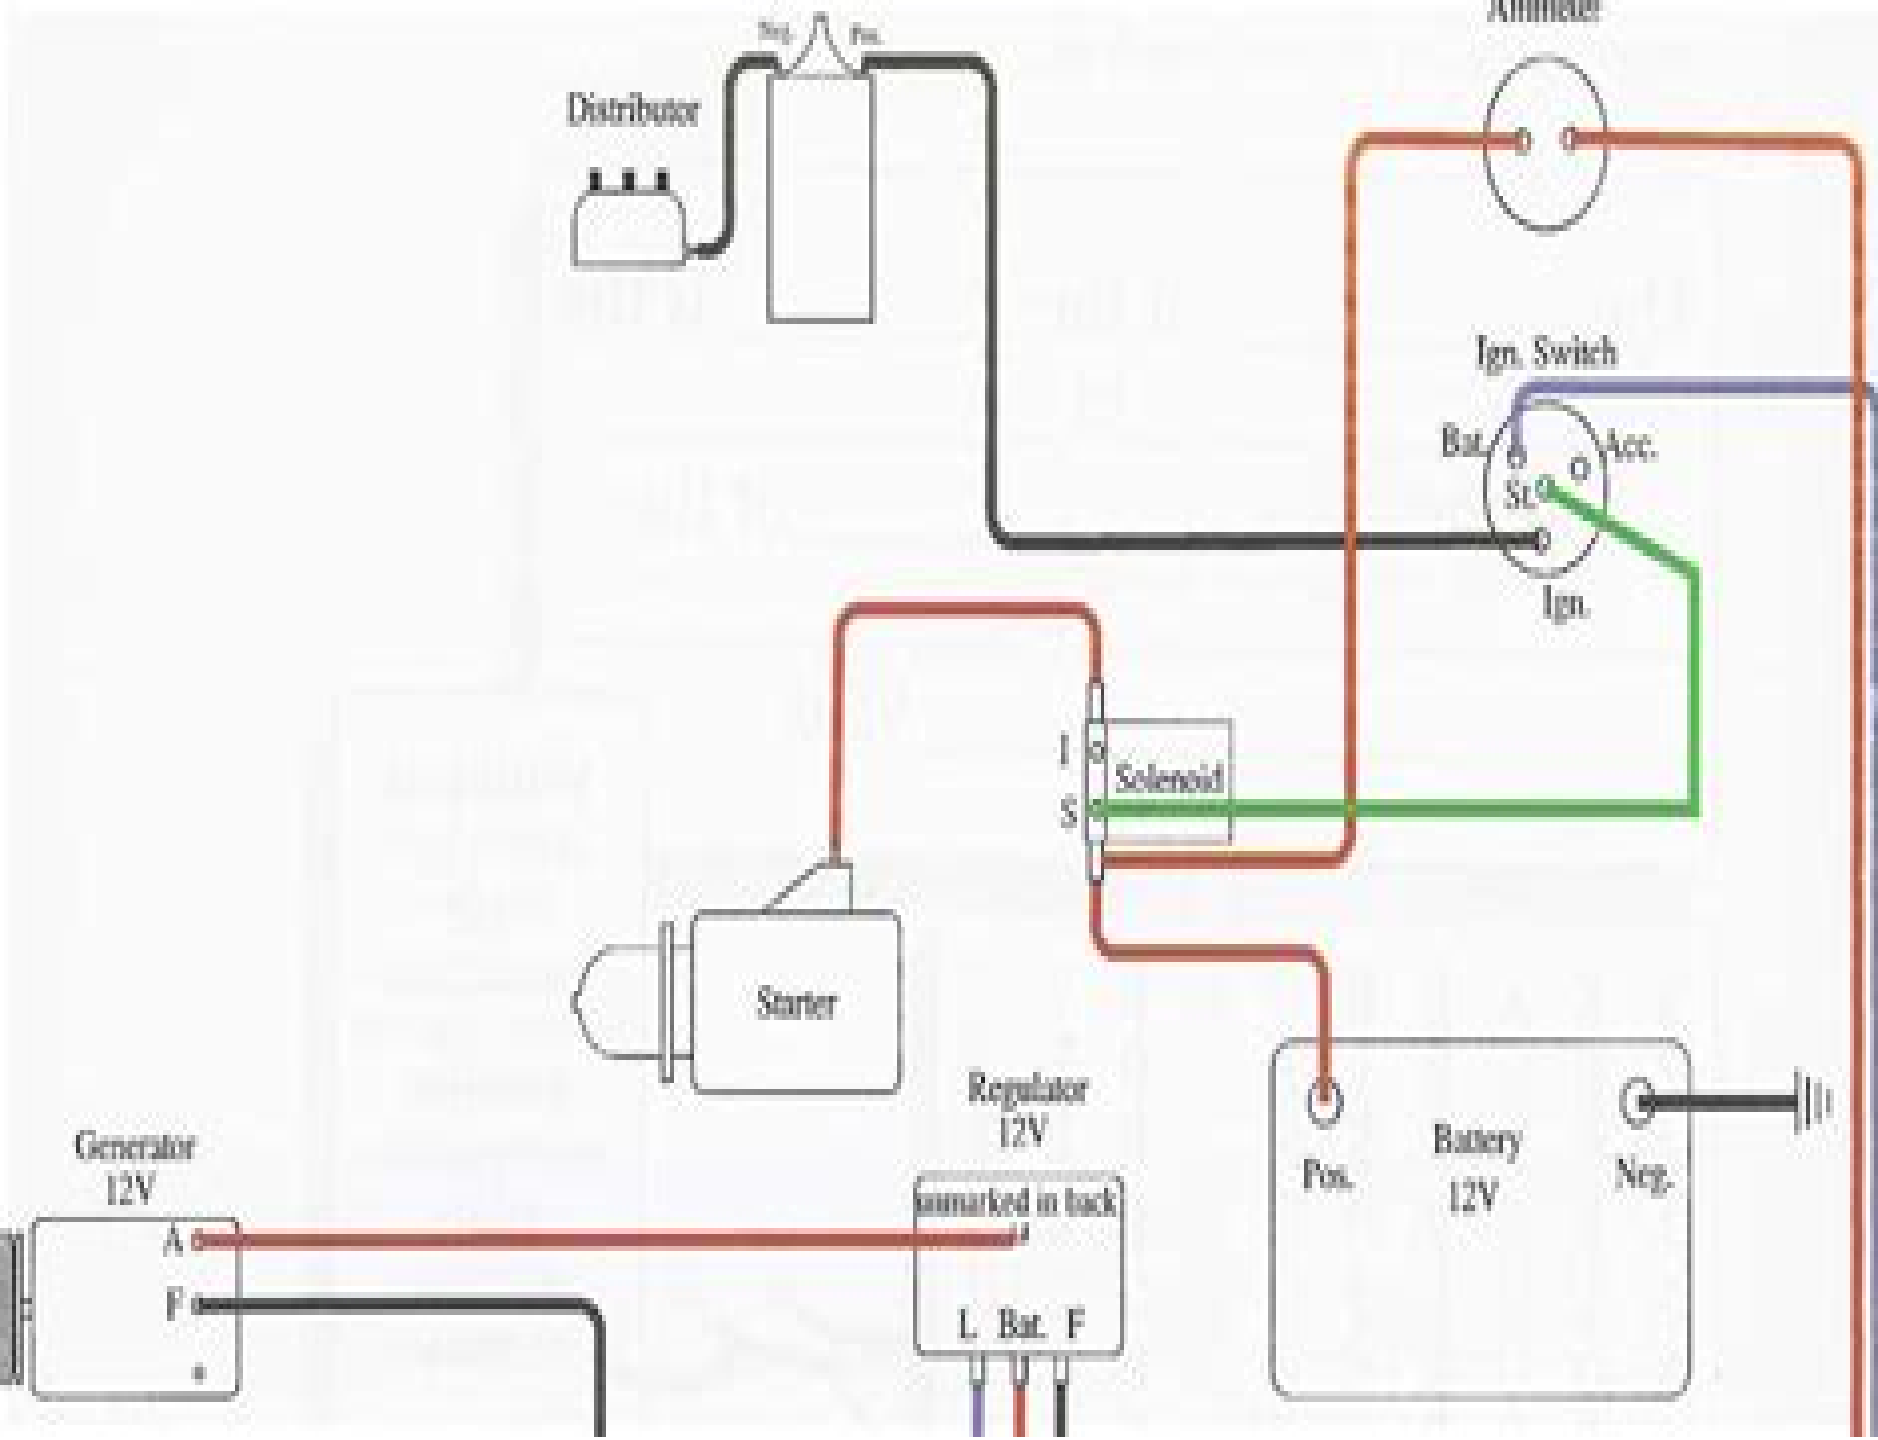 Neg. Pos.
Distributor
Ammeter
Ign. Switch
Bat. Acc.
St.
Ign.
I
Solenoid
S
Starter
Regulator
12V
unmarked in back
L Bat. F
Generator
12V
A
F
Battery
12V
Pos. Neg.